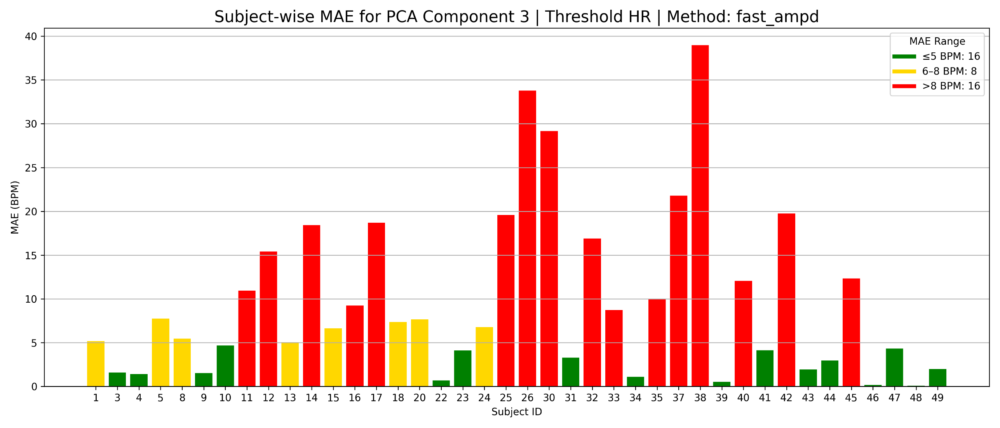 Subject-wise MAE for PCA Component 3 | Threshold HR | Method: fast_ampd
MAE Range
≤5 BPM: 16
6–8 BPM: 8
>8 BPM: 16
MAE (BPM)
40
35
30
25
20
15
10
5
0
1 3 4 5 8 9 10 11 12 13 14 15 16 17 18 20 22 23 24 25 26 30 31 32 33 34 35 37 38 39 40 41 42 43 44 45 46 47 48 49
Subject ID